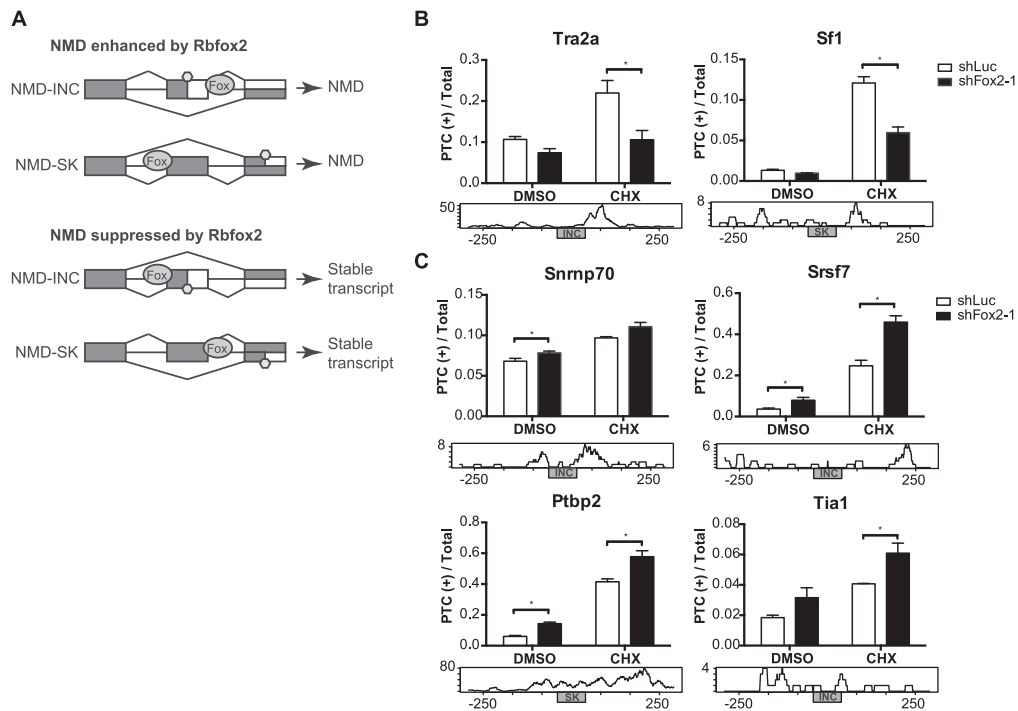 A
NMD enhanced by Rbfox2
NMD-INC
Fox
NMD
NMD-SK
Fox
NMD
NMD suppressed by Rbfox2
NMD-INC
Fox
Stable
transcript
NMD-SK
Fox
Stable
transcript
B
Tra2a
PTC (+) / Total
0.3
0.2
0.1
0.0
*
DMSO CHX
50
INC
-250 250
Sf1
PTC (+) / Total
0.15
0.10
0.05
0.0
*
DMSO CHX
8
SK
-250 250
shLuc
shFox2-1
C
Snrnp70
PTC (+) / Total
0.15
0.10
0.05
0.00
*
DMSO CHX
8
INC
-250 250
Srsf7
PTC (+) / Total
0.6
0.4
0.2
0.0
*
*
DMSO CHX
6
INC
-250 250
shLuc
shFox2-1
Ptbp2
PTC (+) / Total
0.8
0.6
0.4
0.2
0.0
*
*
DMSO CHX
80
SK
-250 250
Tia1
PTC (+) / Total
0.08
0.06
0.04
0.02
0.00
*
DMSO CHX
4
INC
-250 250